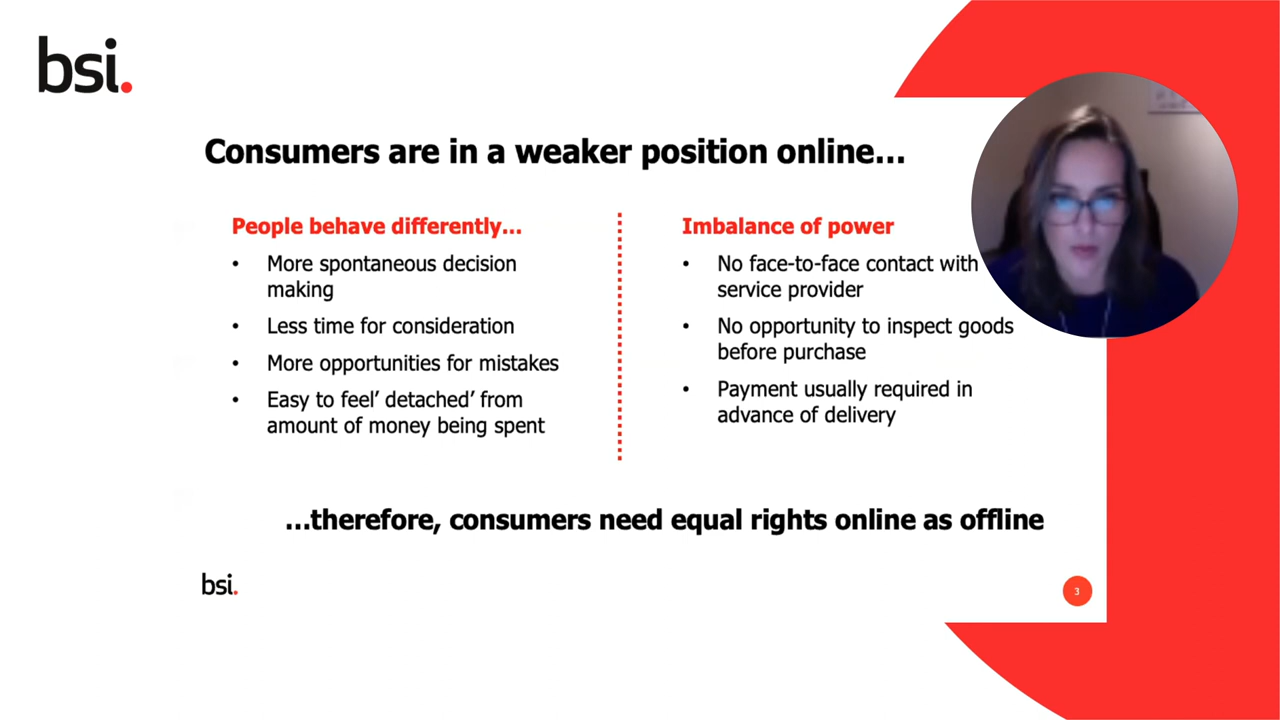 bsi.
Consumers are in a weaker position online...
People behave differently...
• More spontaneous decision
making
• Less time for consideration
• More opportunities for mistakes
• Easy to feel’ detached’ from
amount of money being spent
Imbalance of power
• No face-to-face contact with
service provider
• No opportunity to inspect goods
before purchase
• Payment usually required in
advance of delivery
...therefore, consumers need equal rights online as offline
bsi.
3